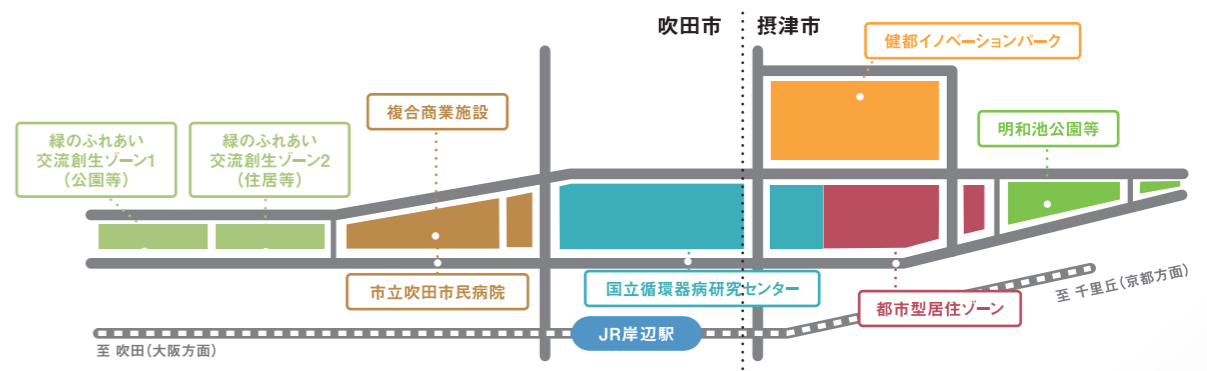 吹田市
摂津市
健都イノベーションパーク
複合商業施設
明和池公園等
緑のふれあい
交流創生ゾーン1
(公園等)
緑のふれあい
交流創生ゾーン2
(住居等)
市立吹田市民病院
国立循環器病研究センター
都市型居住ゾーン
至 千里丘(京都方面)
JR岸辺駅
至 吹田(大阪方面)